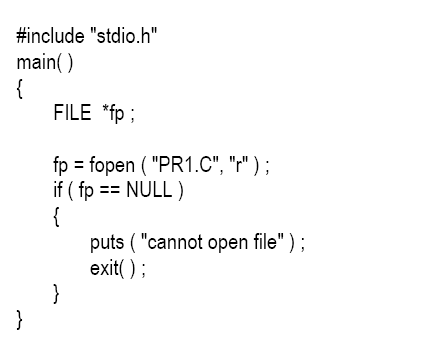 #include "stdio.h"
main( )
{
FILE  *fp ;
fp = fopen ( "PR1.C", "r" ) ;
if ( fp == NULL )
{
puts ( "cannot open file" ) ;
exit( ) ;
}
}